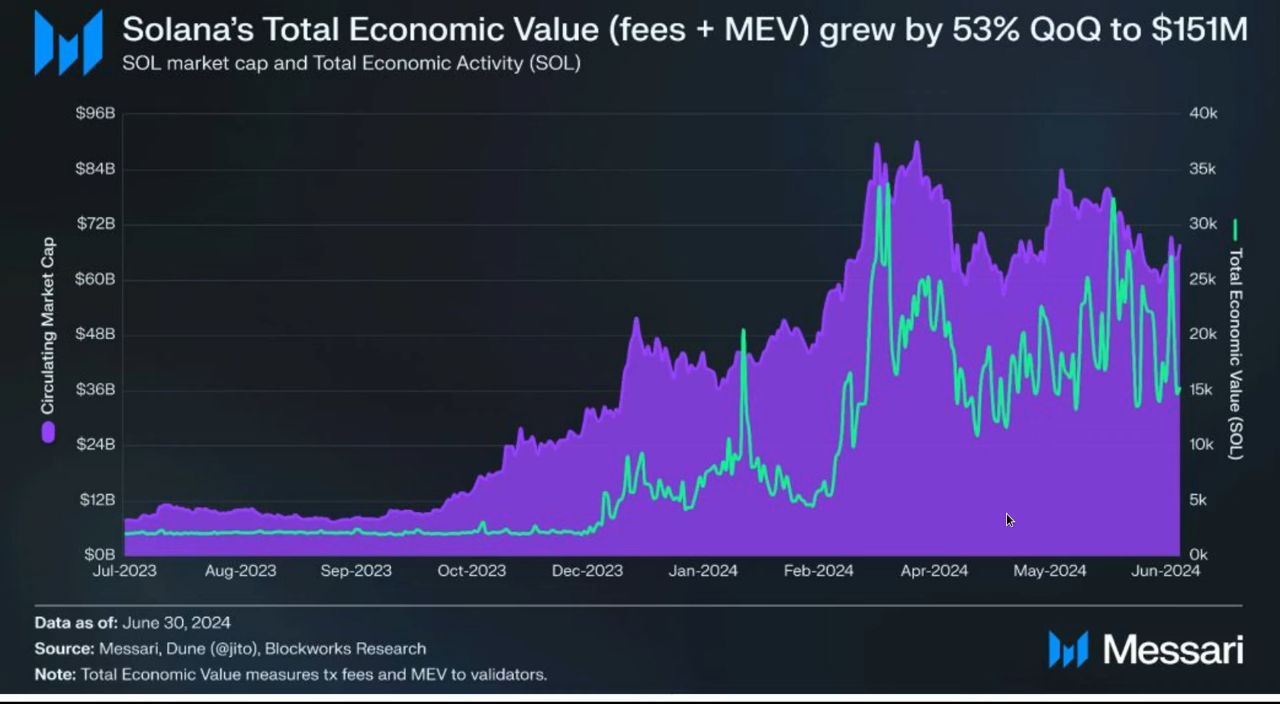 Solana’s Total Economic Value (fees + MEV) grew by 53% QoQ to $151M
SOL market cap and Total Economic Activity (SOL)
Circulating Market Cap
$96B
$84B
$72B
$60B
$48B
$36B
$24B
$12B
$0B
40k
35k
30k
25k
20k
15k
10k
5k
0k
Total Economic Value (SOL)
Jul-2023 Aug-2023 Sep-2023 Oct-2023 Dec-2023 Jan-2024 Feb-2024 Apr-2024 May-2024 Jun-2024
Data as of: June 30, 2024
Source: Messari, Dune (@jito), Blockworks Research
Note: Total Economic Value measures tx fees and MEV to validators.
Messari